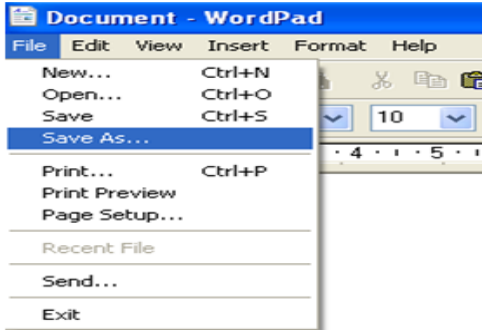 Document - WordPad
File Edit View Insert Format Help
New... Ctrl+N
Open... Ctrl+O
Save Ctrl+S
10
Save As...
4 5
Print... Ctrl+P
Print Preview
Page Setup...
Recent File
Send...
Exit